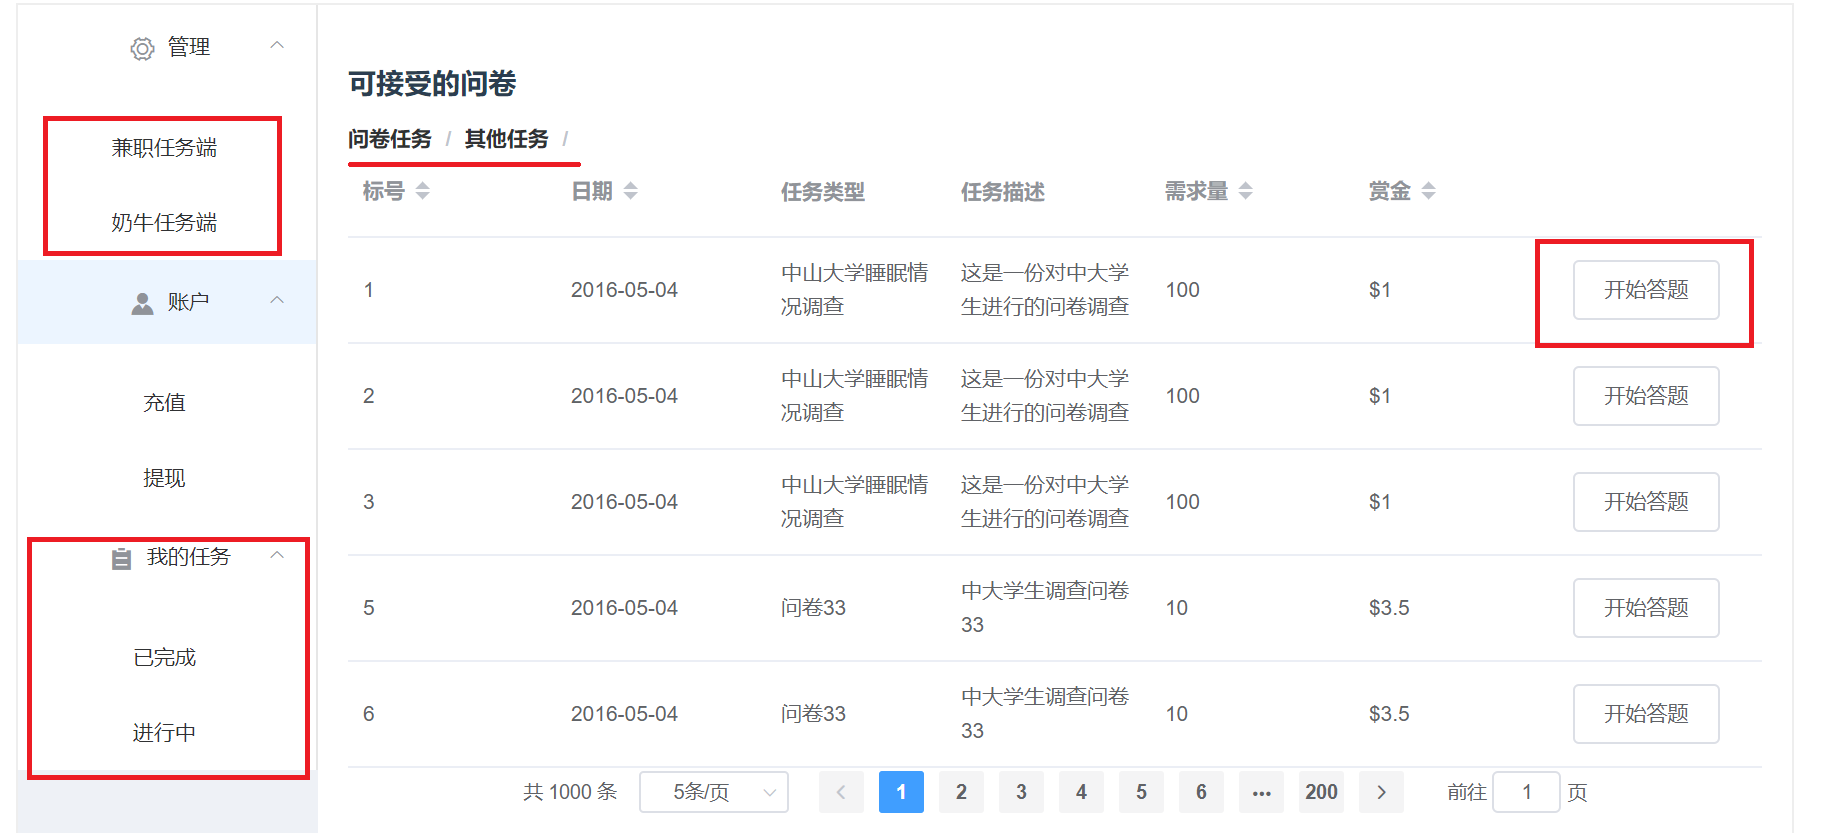 管理
兼职任务端
奶牛任务端
账户
充值
提现
我的任务
已完成
进行中
可接受的问卷
问卷任务 / 其他任务 /
标号 日期 任务类型 任务描述 需求量 赏金
1 2016-05-04 中山大学睡眠情 这是一份对中大学 100 $1 开始答题
况调查 生进行的问卷调查
2 2016-05-04 中山大学睡眠情 这是一份对中大学 100 $1 开始答题
况调查 生进行的问卷调查
3 2016-05-04 中山大学睡眠情 这是一份对中大学 100 $1 开始答题
况调查 生进行的问卷调查
5 2016-05-04 问卷33 中大学生调查问卷 10 $3.5 开始答题
33
6 2016-05-04 问卷33 中大学生调查问卷 10 $3.5 开始答题
33
共 1000 条 5条/页 1 2 3 4 5 6 ••• 200 前往 1 页